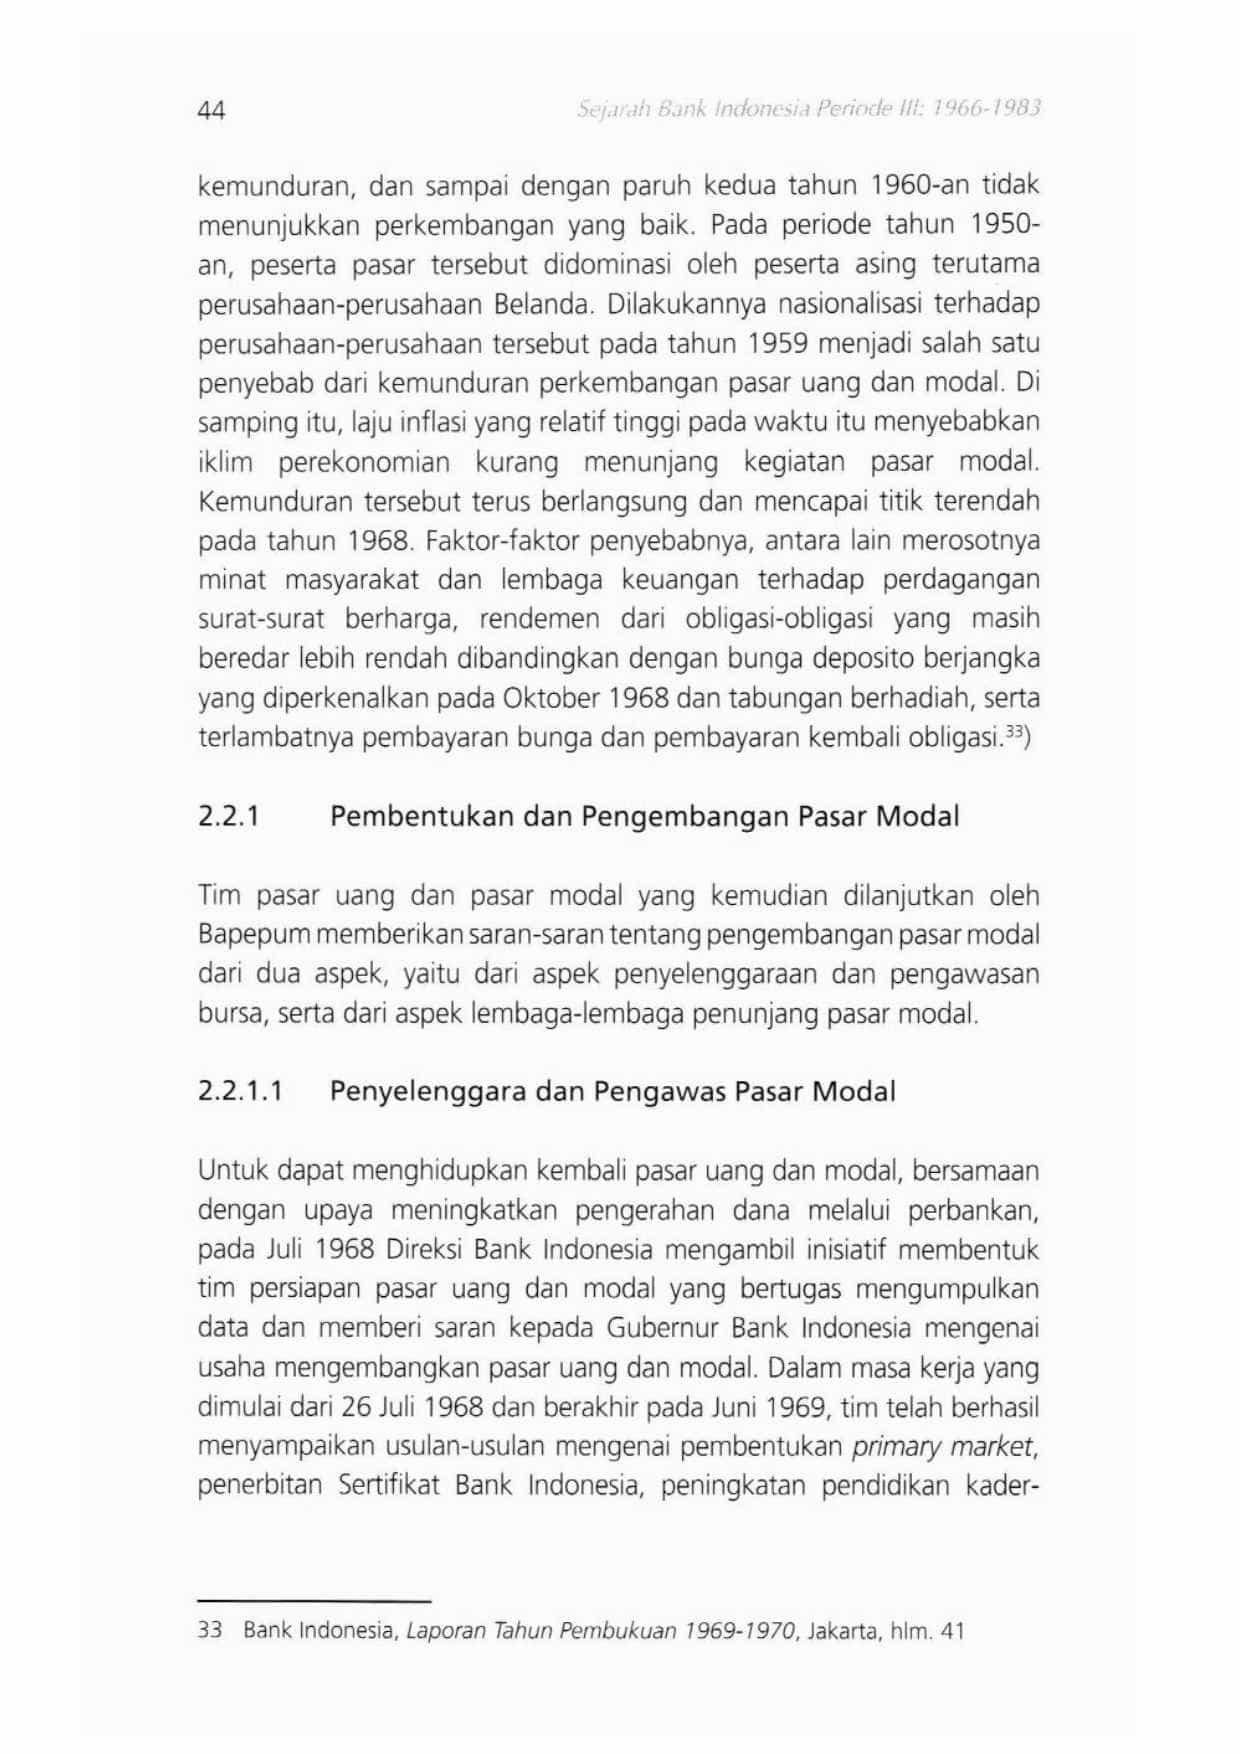 44
Sejarah Bank Indonesia Periode III: 1966-1983
kemunduran, dan sampai dengan paruh kedua tahun 1960-an tidak
menunjukkan perkembangan yang baik. Pada periode tahun 1950-
an, peserta pasar tersebut didominasi oleh peserta asing terutama
perusahaan-perusahaan Belanda. Dilakukannya nasionalisasi terhadap
perusahaan-perusahaan tersebut pada tahun 1959 menjadi salah satu
penyebab dari kemunduran perkembangan pasar uang dan modal. Di
samping itu, laju inflasi yang relatif tinggi pada waktu itu menyebabkan
iklim perekonomian kurang menunjang kegiatan pasar modal.
Kemunduran tersebut terus berlangsung dan mencapai titik terendah
pada tahun 1968. Faktor-faktor penyebabnya, antara lain merosotnya
minat masyarakat dan lembaga keuangan terhadap perdagangan
surat-surat berharga, rendemen dari obligasi-obligasi yang masih
beredar lebih rendah dibandingkan dengan bunga deposito berjangka
yang diperkenalkan pada Oktober 1968 dan tabungan berhadiah, serta
terlambatnya pembayaran bunga dan pembayaran kembali obligasi.³³)
2.2.1 Pembentukan dan Pengembangan Pasar Modal
Tim pasar uang dan pasar modal yang kemudian dilanjutkan oleh
Bapepum memberikan saran-saran tentang pengembangan pasar modal
dari dua aspek, yaitu dari aspek penyelenggaraan dan pengawasan
bursa, serta dari aspek lembaga-lembaga penunjang pasar modal.
2.2.1.1 Penyelenggara dan Pengawas Pasar Modal
Untuk dapat menghidupkan kembali pasar uang dan modal, bersamaan
dengan upaya meningkatkan pengerahan dana melalui perbankan,
pada Juli 1968 Direksi Bank Indonesia mengambil inisiatif membentuk
tim persiapan pasar uang dan modal yang bertugas mengumpulkan
data dan memberi saran kepada Gubernur Bank Indonesia mengenai
usaha mengembangkan pasar uang dan modal. Dalam masa kerja yang
dimulai dari 26 Juli 1968 dan berakhir pada Juni 1969, tim telah berhasil
menyampaikan usulan-usulan mengenai pembentukan primary market,
penerbitan Sertifikat Bank Indonesia, peningkatan pendidikan kader-
33 Bank Indonesia, Laporan Tahun Pembukuan 1969-1970, Jakarta, hlm. 41